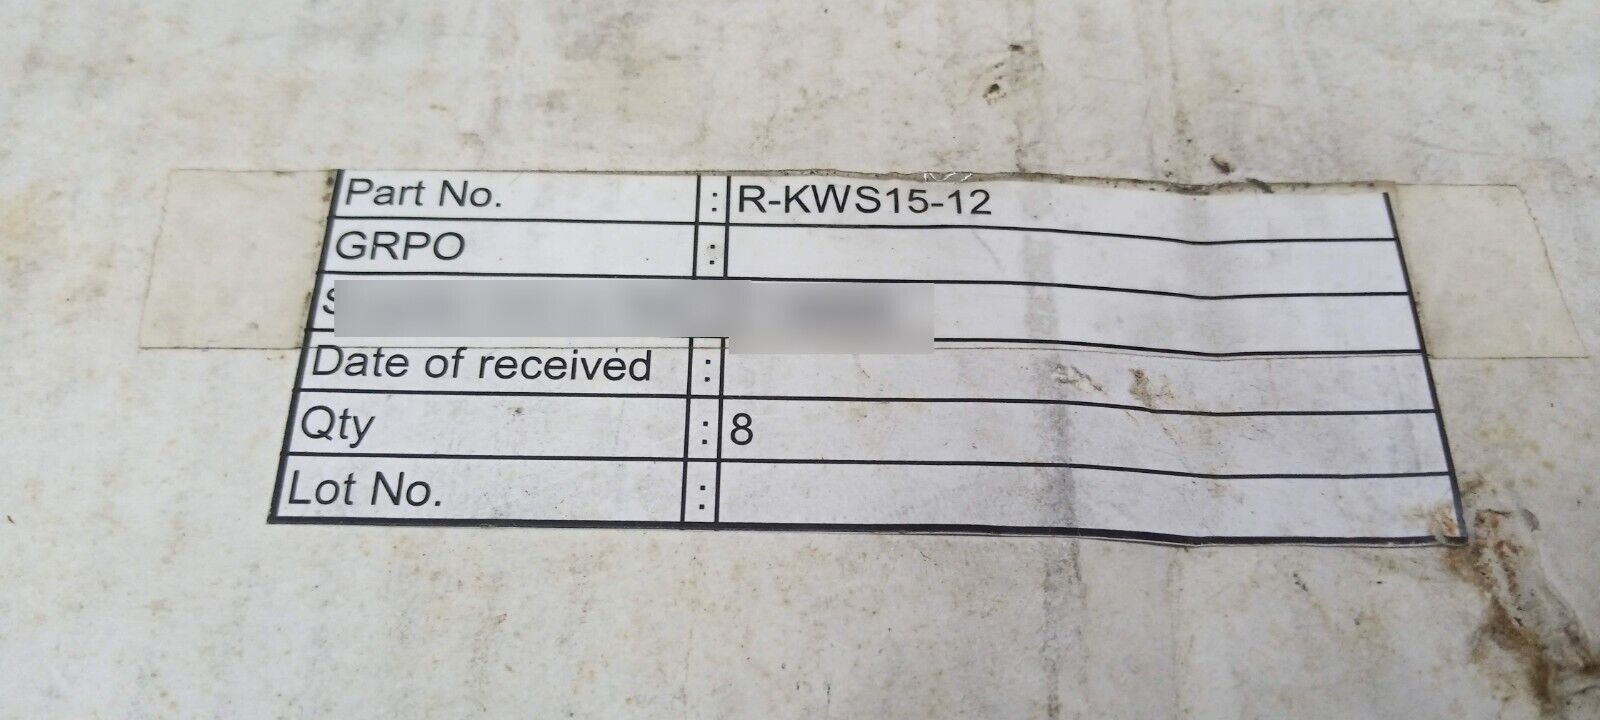 Part No. : R-KWS15-12
GRPO :
Date of received :
Qty : 8
Lot No. :